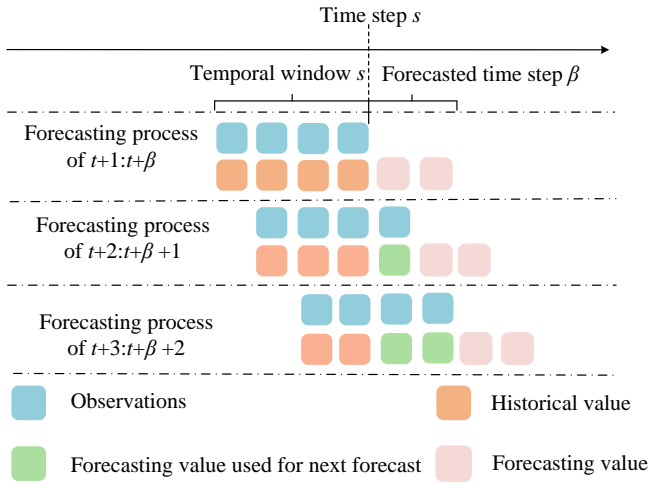 Time step s
Temporal window s
Forecasted time step β
Forecasting process
of t+1:t+β
Forecasting process
of t+2:t+β +1
Forecasting process
of t+3:t+β +2
Observations
Historical value
Forecasting value used for next forecast
Forecasting value